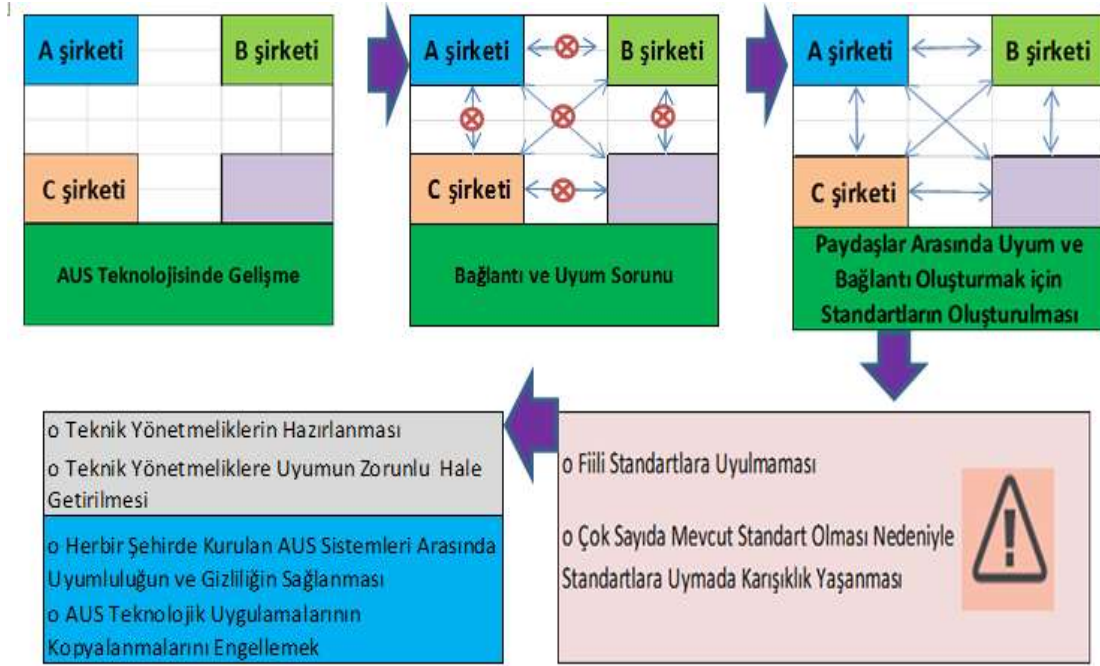 A şirketi
B şirketi
C şirketi
AUS Teknolojisinde Gelişme
A şirketi
B şirketi
C şirketi
Bağlantı ve Uyum Sorunu
A şirketi
B şirketi
C şirketi
Paydaşlar Arasında Uyum ve
Bağlantı Oluşturmak için
Standartların Oluşturulması
o Fiili Standartlara Uyulmaması
o Çok Sayıda Mevcut Standart Olması Nedeniyle
Standartlara Uymada Karışıklık Yaşanması
o Teknik Yönetmeliklerin Hazırlanması
o Teknik Yönetmeliklere Uyumun Zorunlu Hale
Getirilmesi
o Herbir Şehirde Kurulan AUS Sistemleri Arasında
Uyumluluğun ve Gizliliğin Sağlanması
o AUS Teknolojik Uygulamalarının
Kopyalanmalarını Engellemek